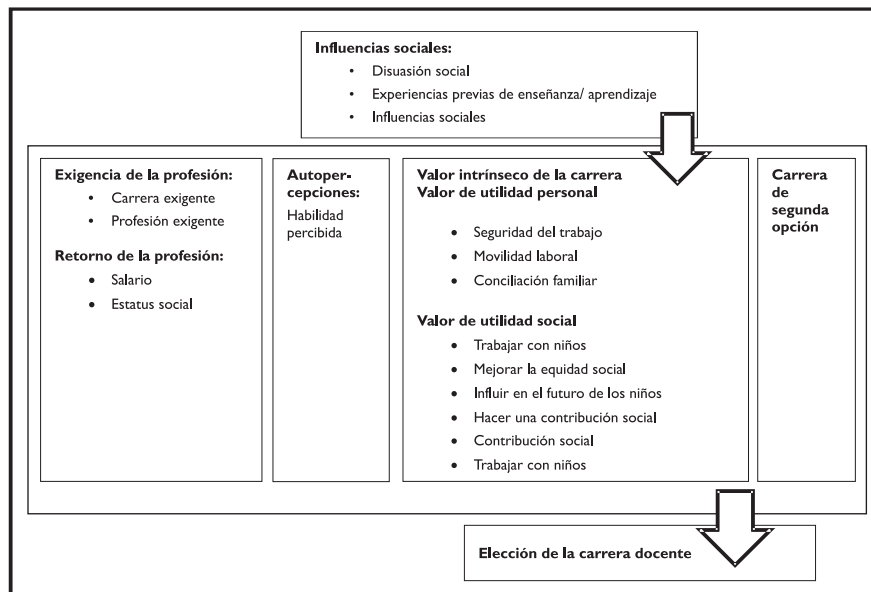 Influencias sociales:
• Disuasión social
• Experiencias previas de enseñanza/ aprendizaje
• Influencias sociales
Exigencia de la profesión:
• Carrera exigente
• Profesión exigente
Retorno de la profesión:
• Salario
• Estatus social
Autoper-
cepciones:
Habilidad
percibida
Valor intrínseco de la carrera
Valor de utilidad personal
• Seguridad del trabajo
• Movilidad laboral
• Conciliación familiar
Valor de utilidad social
• Trabajar con niños
• Mejorar la equidad social
• Influir en el futuro de los niños
• Hacer una contribución social
• Contribución social
• Trabajar con niños
Carrera
de
segunda
opción
Elección de la carrera docente